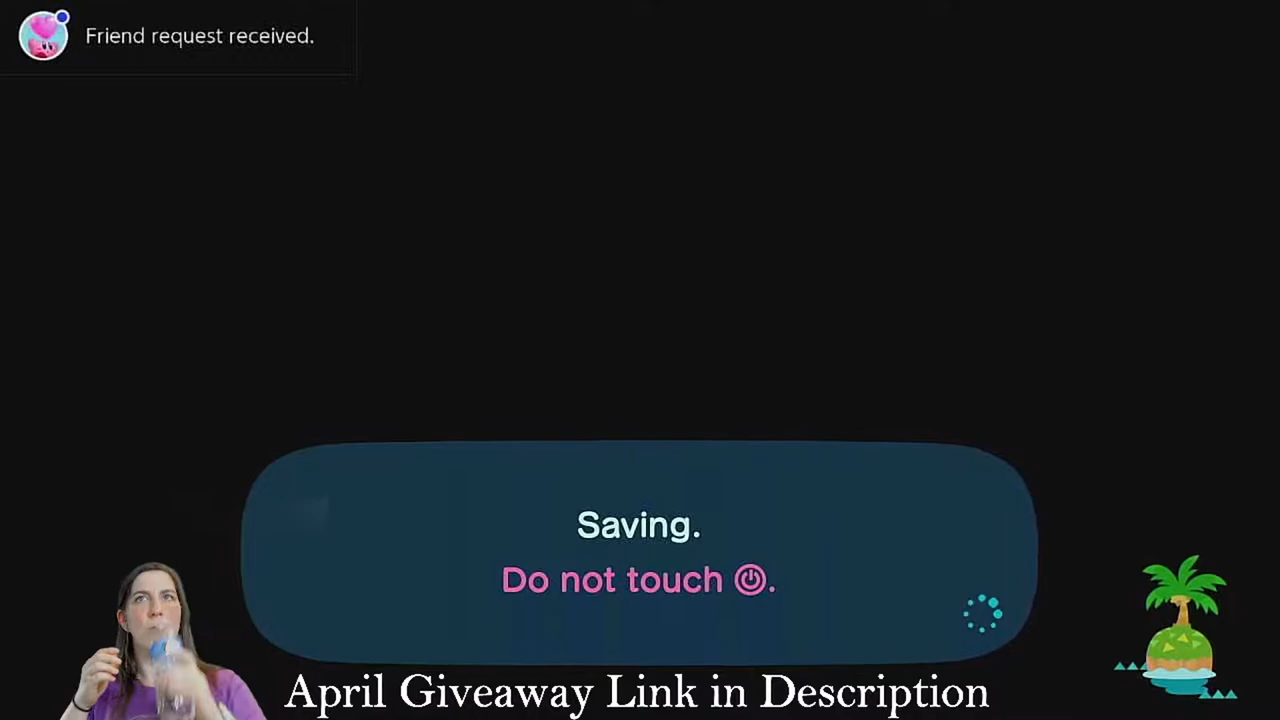 Friend request received.
Saving.
Do not touch ⏻.
April Giveaway Link in Description